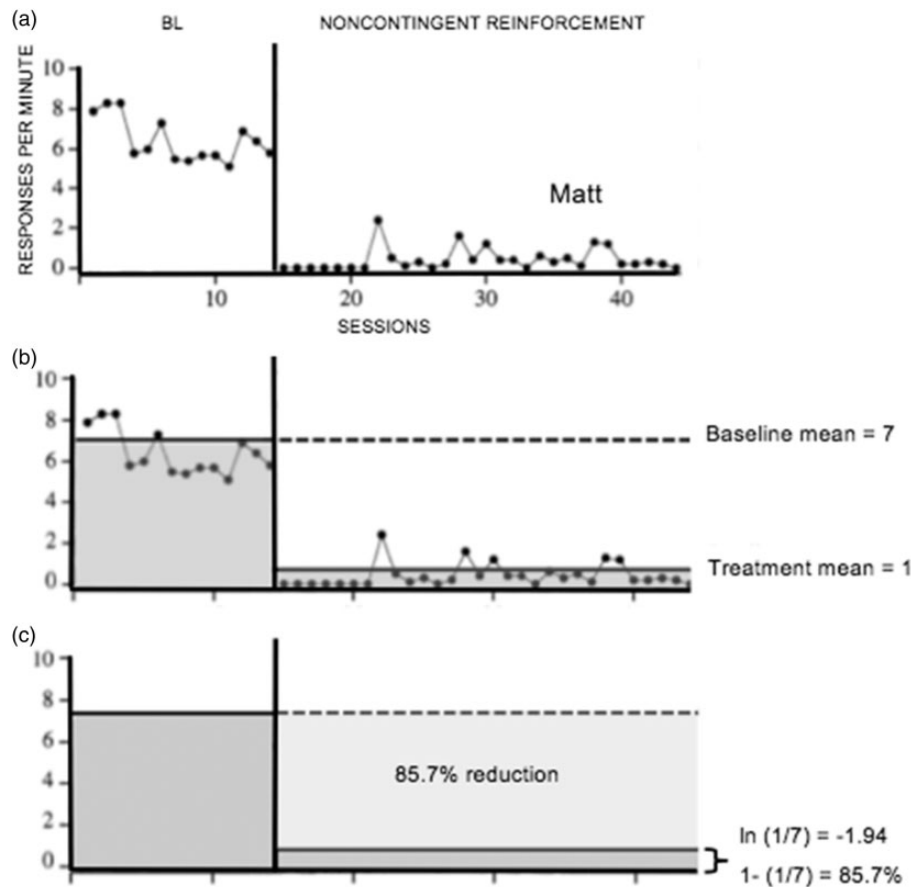 (a)
BL
NONCONTINGENT REINFORCEMENT
RESPONSES PER MINUTE
10
8
6
4
2
0
Matt
10
20
30
40
SESSIONS
(b)
10
8
6
4
2
0
Baseline mean = 7
Treatment mean = 1
(c)
10
8
6
4
2
0
85.7% reduction
ln (1/7) = -1.94
1- (1/7) = 85.7%